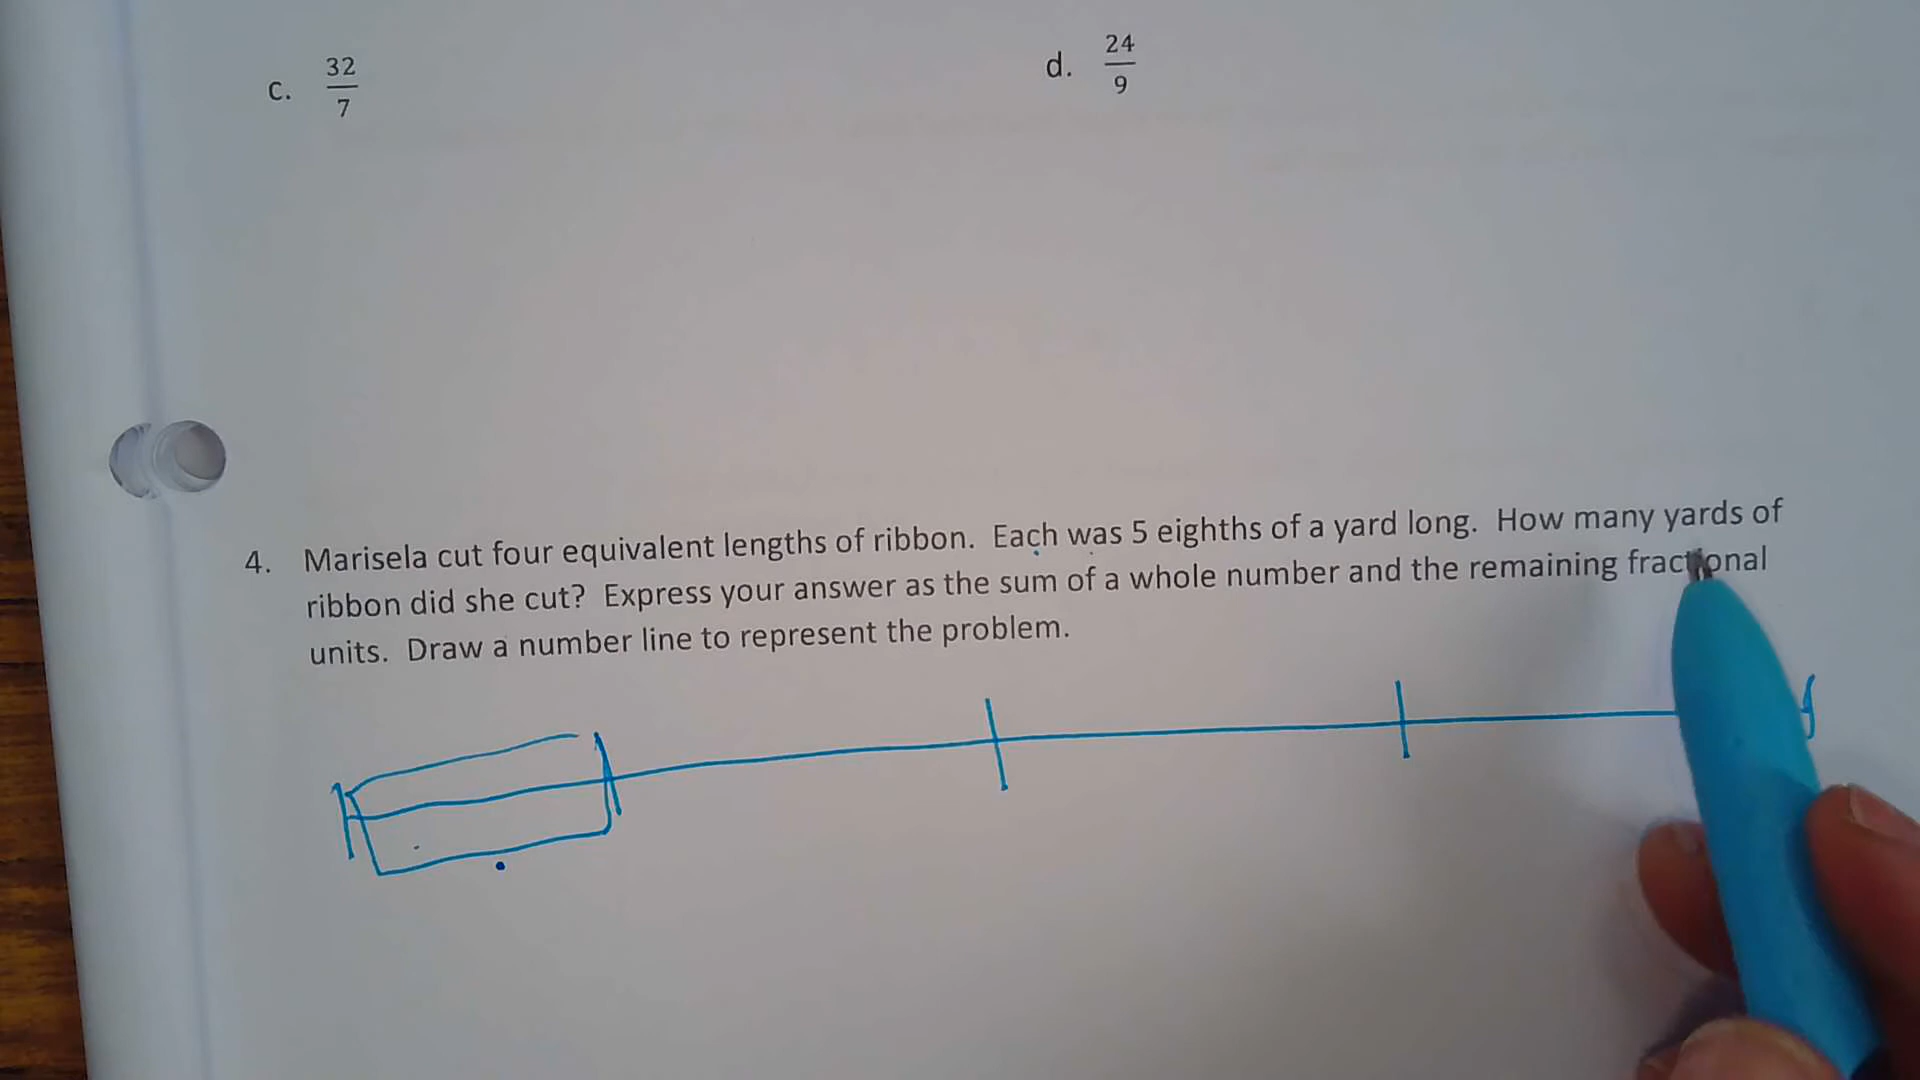 c. 32/7 d. 24/9
4. Marisela cut four equivalent lengths of ribbon. Each was 5 eighths of a yard long. How many yards of
ribbon did she cut? Express your answer as the sum of a whole number and the remaining fractional
units. Draw a number line to represent the problem.